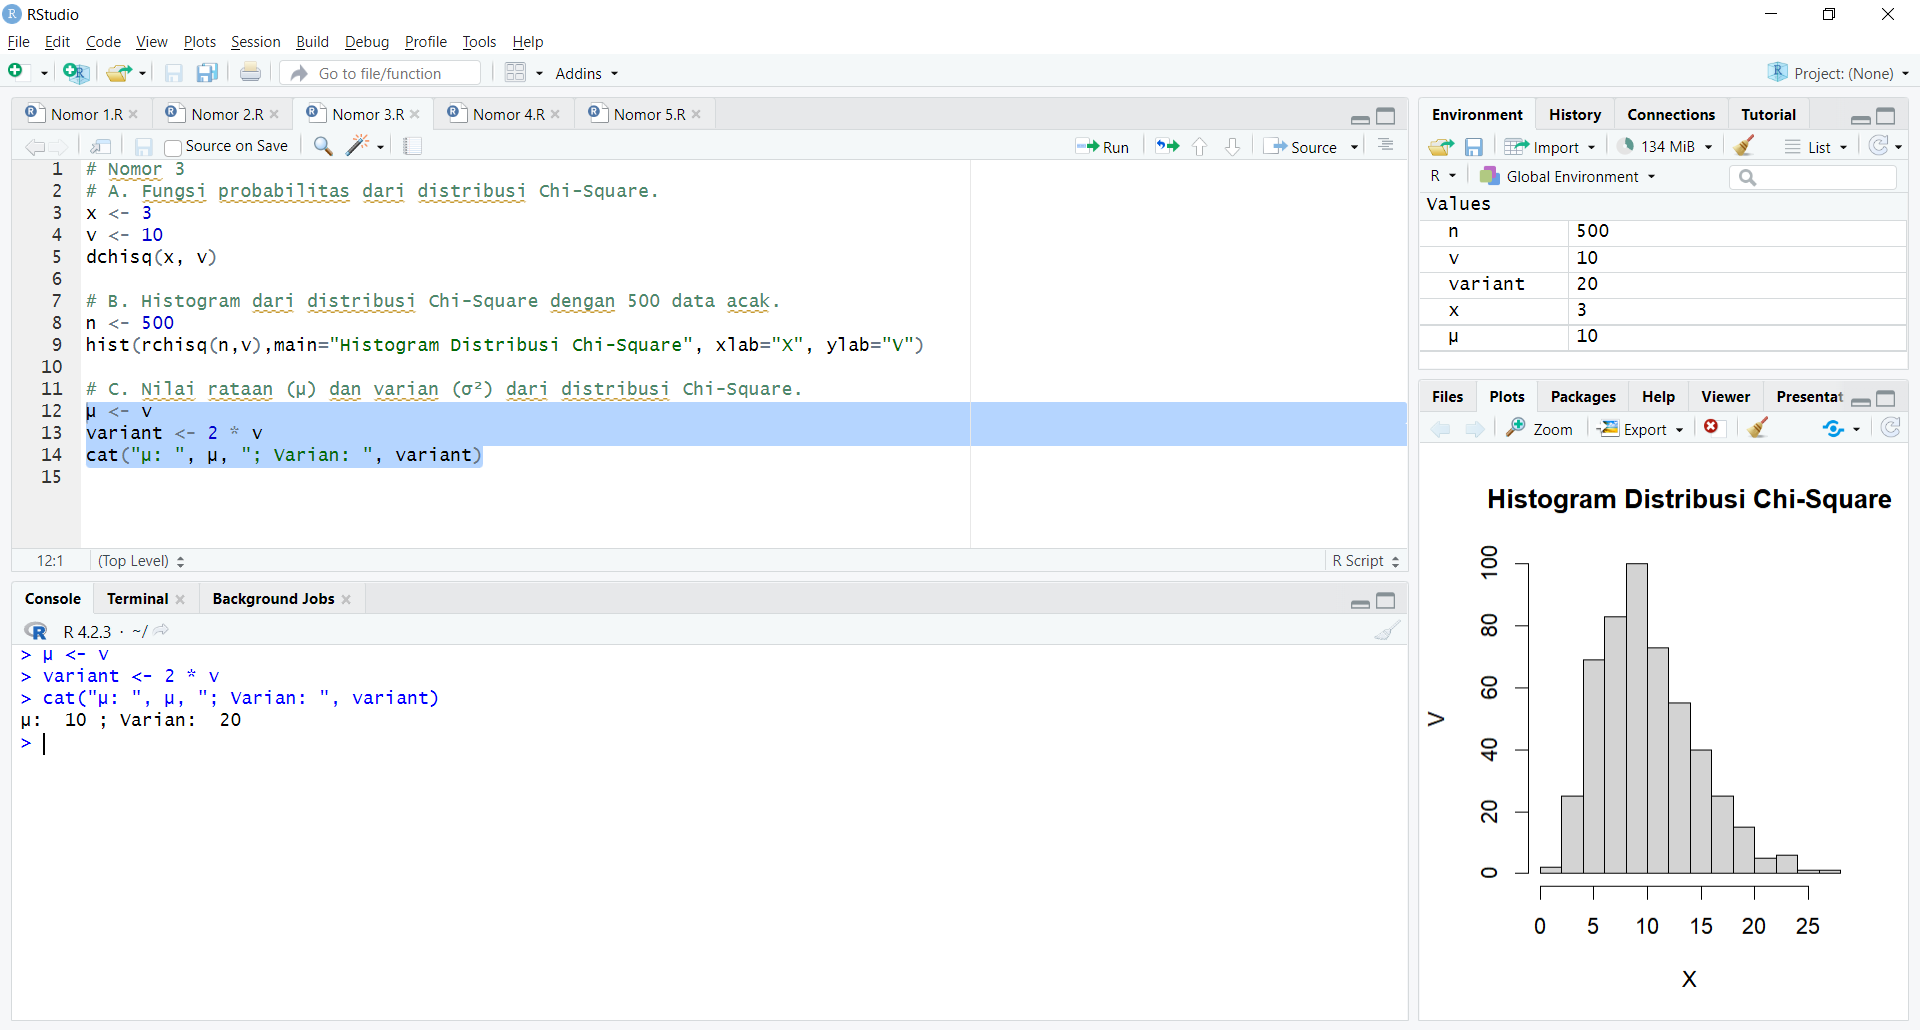 RStudio
File Edit Code View Plots Session Build Debug Profile Tools Help
Go to file/function Addins Project: (None)
Nomor 1.R Nomor 2.R Nomor 3.R Nomor 4.R Nomor 5.R
Source on Save Run Source
1 # Nomor 3
2 # A. Fungsi probabilitas dari distribusi Chi-Square.
3 x <- 3
4 v <- 10
5 dchisq(x, v)
6
7 # B. Histogram dari distribusi Chi-Square dengan 500 data acak.
8 n <- 500
9 hist(rchisq(n,v),main="Histogram Distribusi Chi-Square", xlab="X", ylab="V")
10
11 # C. Nilai rataan (μ) dan varian (σ²) dari distribusi Chi-Square.
12 μ <- v
13 variant <- 2 * v
14 cat("μ: ", μ, "; Varian: ", variant)
15
12:1 (Top Level) R Script
Console Terminal Background Jobs
R 4.2.3 · ~/
> μ <- v
> variant <- 2 * v
> cat("μ: ", μ, "; Varian: ", variant)
μ:  10 ; Varian:  20
>
Environment History Connections Tutorial
Import 134 MiB List
R Global Environment
Values
n 500
v 10
variant 20
x 3
μ 10
Files Plots Packages Help Viewer Presentat
Zoom Export
Histogram Distribusi Chi-Square
V
100
80
60
40
20
0
0 5 10 15 20 25
X